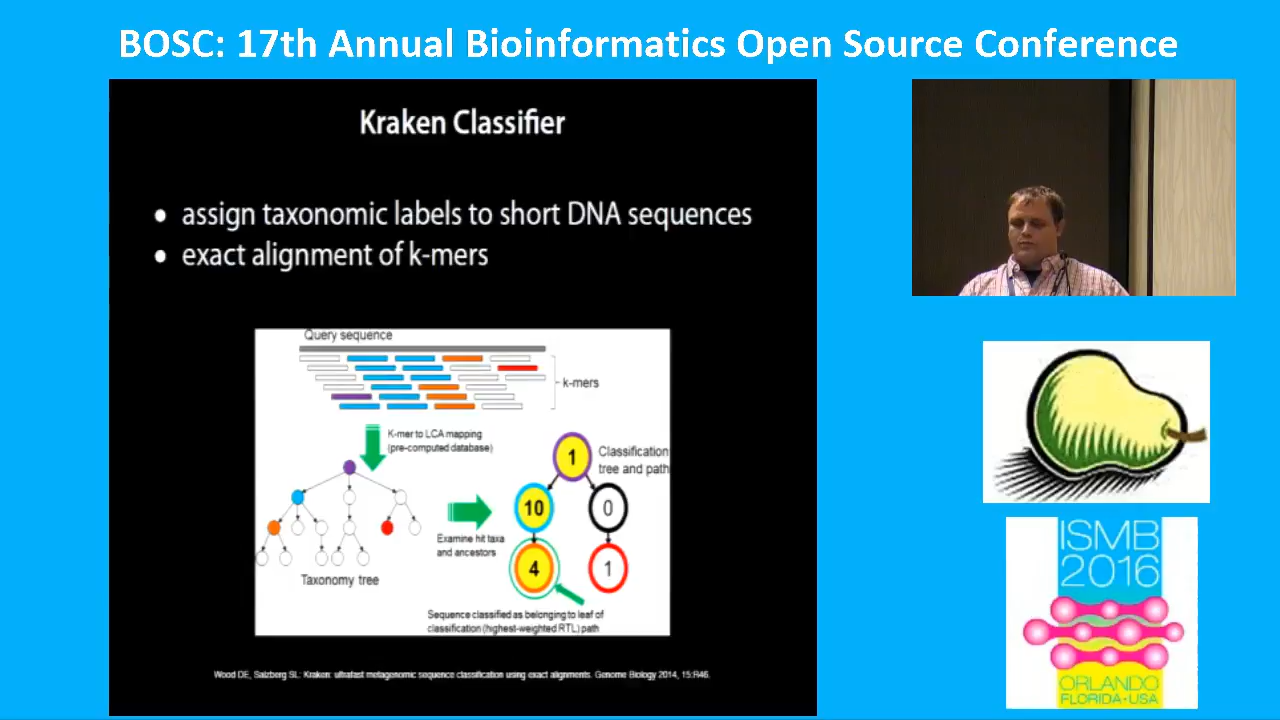 BOSC: 17th Annual Bioinformatics Open Source Conference
Kraken Classifier
• assign taxonomic labels to short DNA sequences
• exact alignment of k-mers
Query sequence
k-mers
K-mer to LCA mapping
(pre-computed database)
1
Classification
tree and path
10
0
Examine hit taxa
and ancestors
4
1
Taxonomy tree
Sequence classified as belonging to leaf of
classification (highest-weighted RTL) path
Wood DE, Salzberg SL: Kraken: ultrafast metagenomic sequence classification using exact alignments. Genome Biology 2014, 15:R46.
ISMB
2016
ORLANDO
FLORIDA•USA